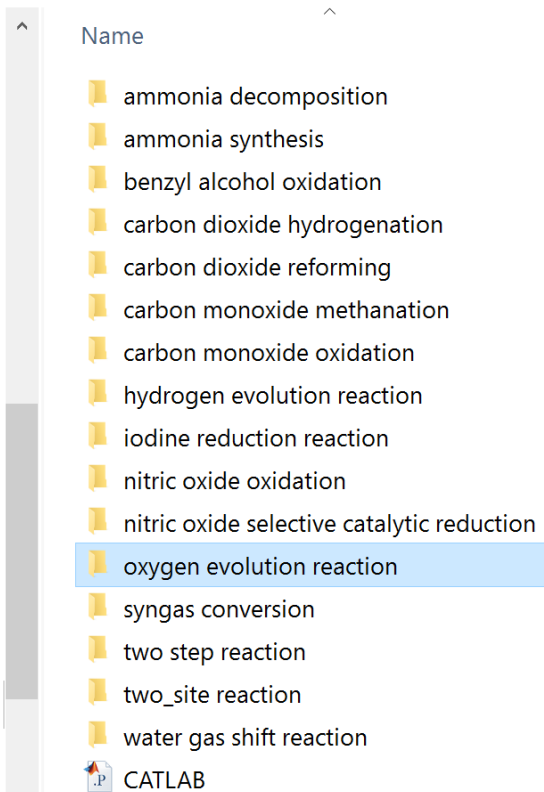 Name
ammonia decomposition
ammonia synthesis
benzyl alcohol oxidation
carbon dioxide hydrogenation
carbon dioxide reforming
carbon monoxide methanation
carbon monoxide oxidation
hydrogen evolution reaction
iodine reduction reaction
nitric oxide oxidation
nitric oxide selective catalytic reduction
oxygen evolution reaction
syngas conversion
two step reaction
two_site reaction
water gas shift reaction
.P CATLAB